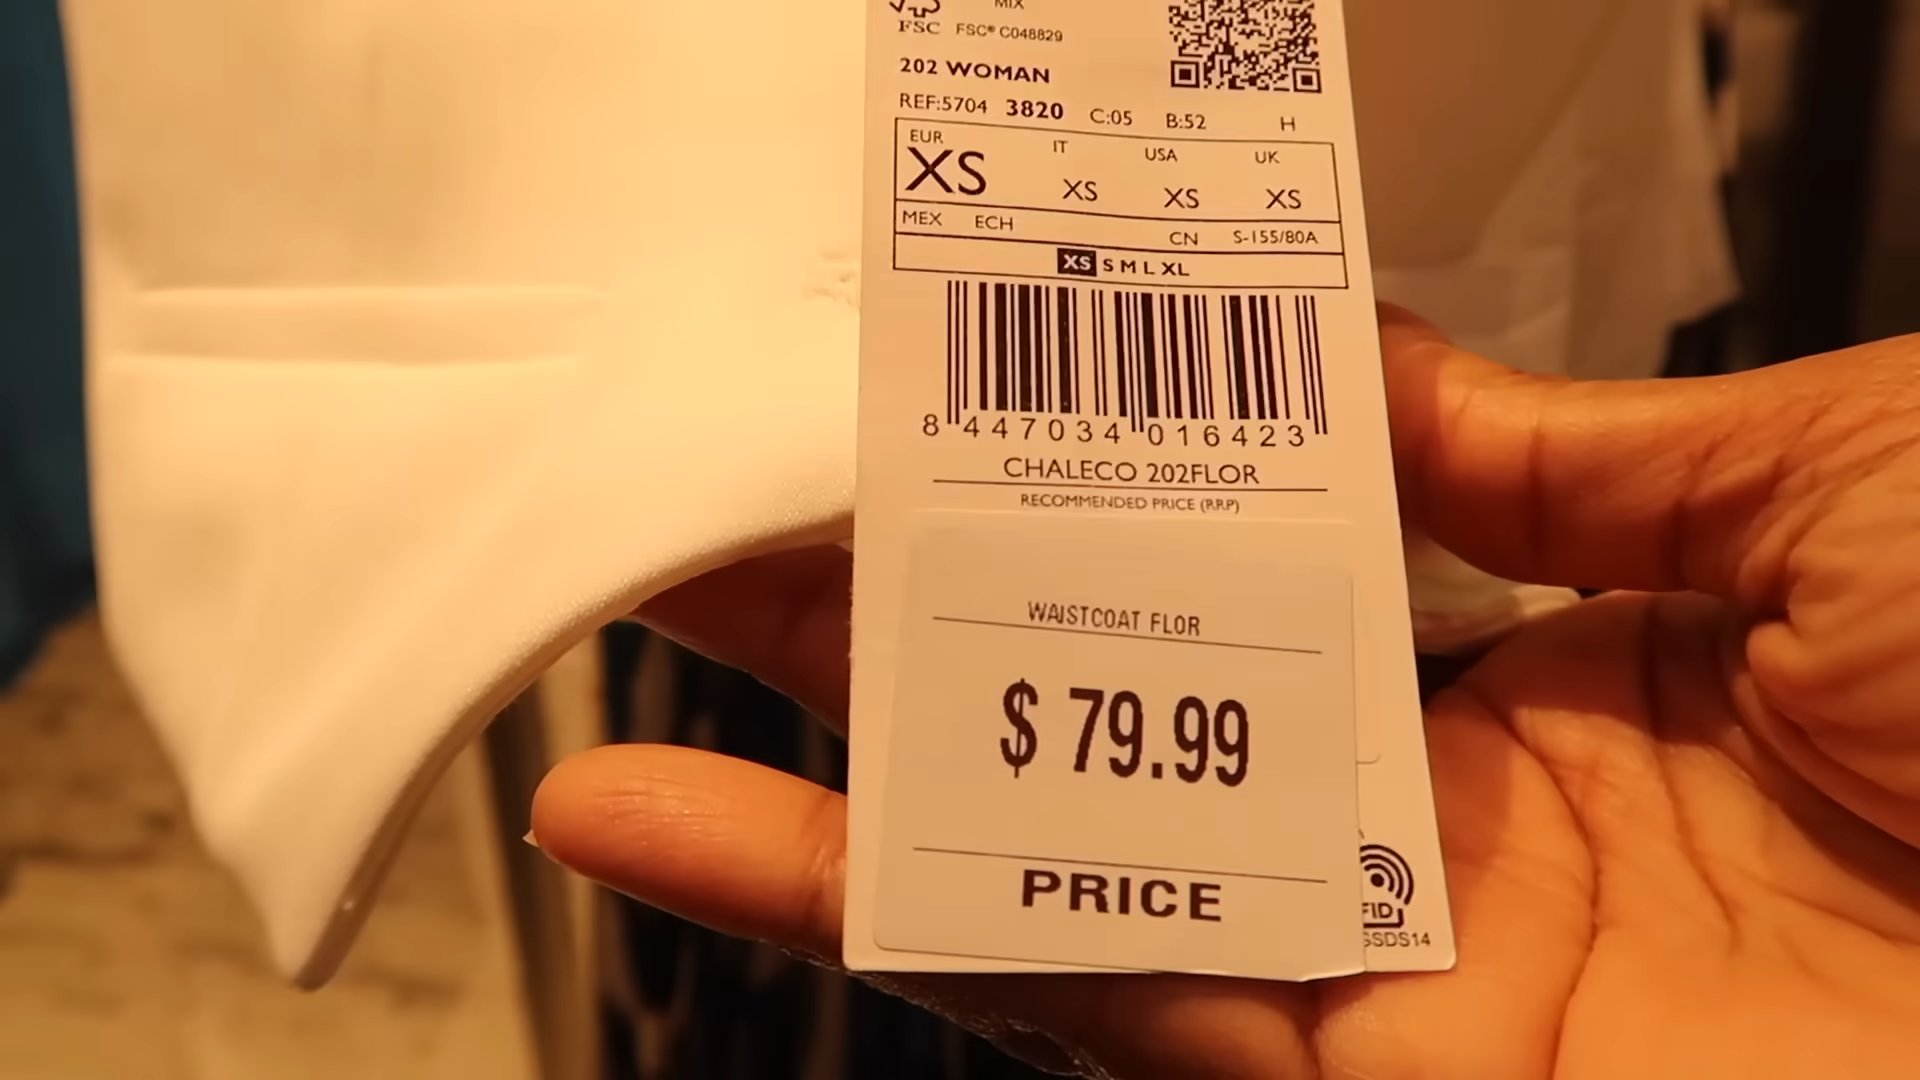 MIX
FSC FSC® C048829
202 WOMAN
REF:5704 3820 C:05 B:52 H
EUR IT USA UK
XS XS XS XS
MEX ECH CN S-155/80A
XS S M L XL
8 447034 016423
CHALECO 202FLOR
RECOMMENDED PRICE (RRP)
WAISTCOAT FLOR
$ 79.99
PRICE
FID
SSDS14